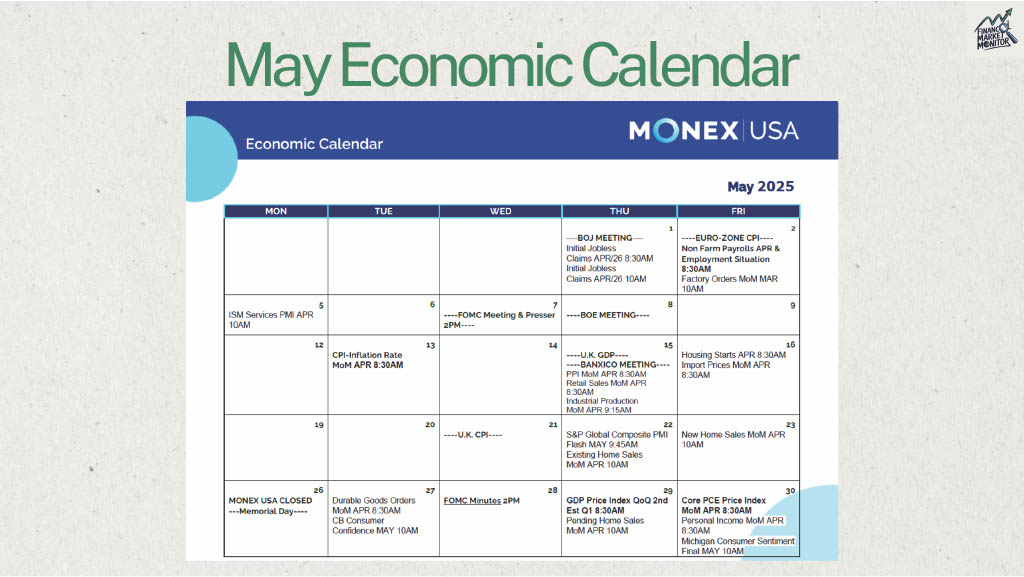 May Economic Calendar
FINANCIAL
MARKET
MONITOR
Economic Calendar
MONEX USA
May 2025
MON TUE WED THU FRI
1
----BOJ MEETING----
Initial Jobless
Claims APR/26 8:30AM
Initial Jobless
Claims APR/26 10AM
2
----EURO-ZONE CPI----
Non Farm Payrolls APR &
Employment Situation
8:30AM
Factory Orders MoM MAR
10AM
5
ISM Services PMI APR
10AM
6
7
----FOMC Meeting & Presser
2PM----
8
----BOE MEETING----
9
12
13
CPI-Inflation Rate
MoM APR 8:30AM
14
15
----U.K. GDP----
----BANXICO MEETING----
PPI MoM APR 8:30AM
Retail Sales MoM APR
8:30AM
Industrial Production
MoM APR 9:15AM
16
Housing Starts APR 8:30AM
Import Prices MoM APR
8:30AM
19
20
21
----U.K. CPI----
22
S&P Global Composite PMI
Flash MAY 9:45AM
Existing Home Sales
MoM APR 10AM
23
New Home Sales MoM APR
10AM
26
MONEX USA CLOSED
---Memorial Day----
27
Durable Goods Orders
MoM APR 8:30AM
CB Consumer
Confidence MAY 10AM
28
FOMC Minutes 2PM
29
GDP Price Index QoQ 2nd
Est Q1 8:30AM
Pending Home Sales
MoM APR 10AM
30
Core PCE Price Index
MoM APR 8:30AM
Personal Income MoM APR
8:30AM
Michigan Consumer Sentiment
Final MAY 10AM